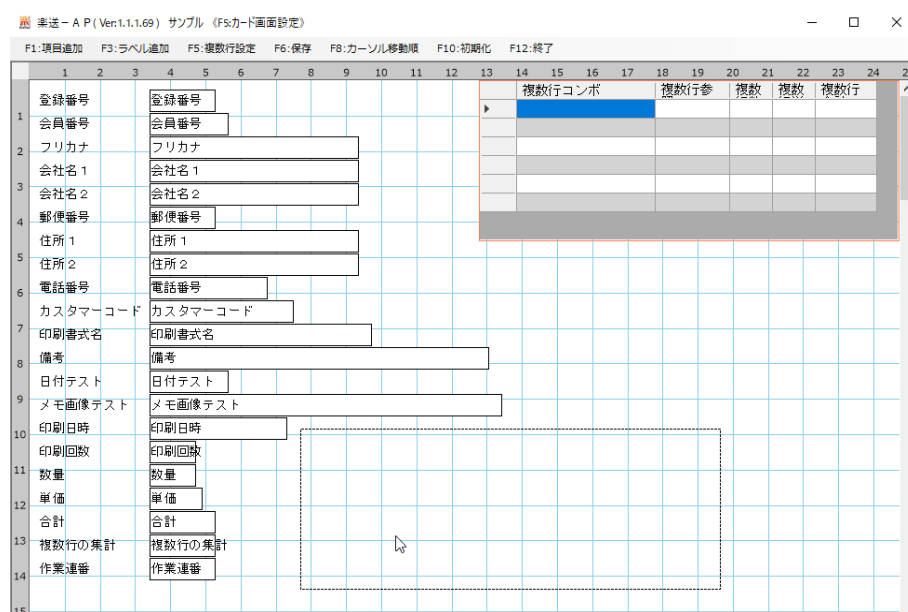 楽送－ＡＰ(Ver:1.1.1.69) サンプル 《F5:カード画面設定》
F1:項目追加 F3:ラベル追加 F5:複数行設定 F6:保存 F8:カーソル移動順 F10:初期化 F12:終了
1 2 3 4 5 6 7 8 9 10 11 12 13 14 15 16 17 18 19 20 21 22 23 24 2
複数行コンボ 複数行参 複数 複数 複数行
登録番号 登録番号
1
会員番号 会員番号
2 フリカナ フリカナ
会社名１ 会社名１
3
会社名２ 会社名２
4 郵便番号 郵便番号
住所１ 住所１
5
住所２ 住所２
6 電話番号 電話番号
カスタマーコード カスタマーコード
7 印刷書式名 印刷書式名
8 備考 備考
日付テスト 日付テスト
9 メモ画像テスト メモ画像テスト
10 印刷日時 印刷日時
印刷回数 印刷回数
11 数量 数量
12 単価 単価
合計 合計
13 複数行の集計 複数行の集計
14 作業連番 作業連番
15